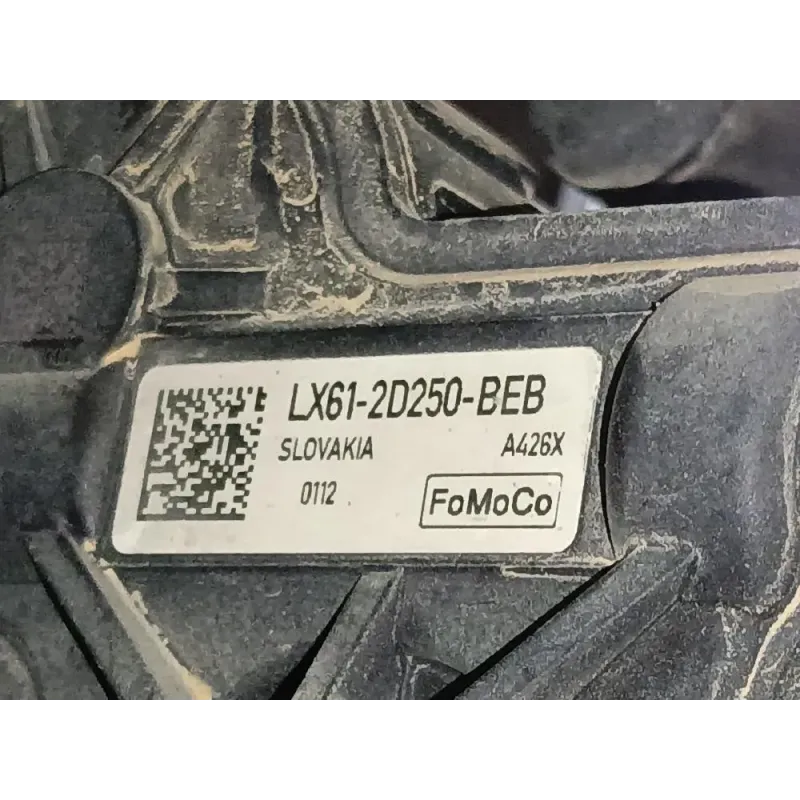 LX61-2D250-BEB
SLOVAKIA A426X
0112 FoMoCo